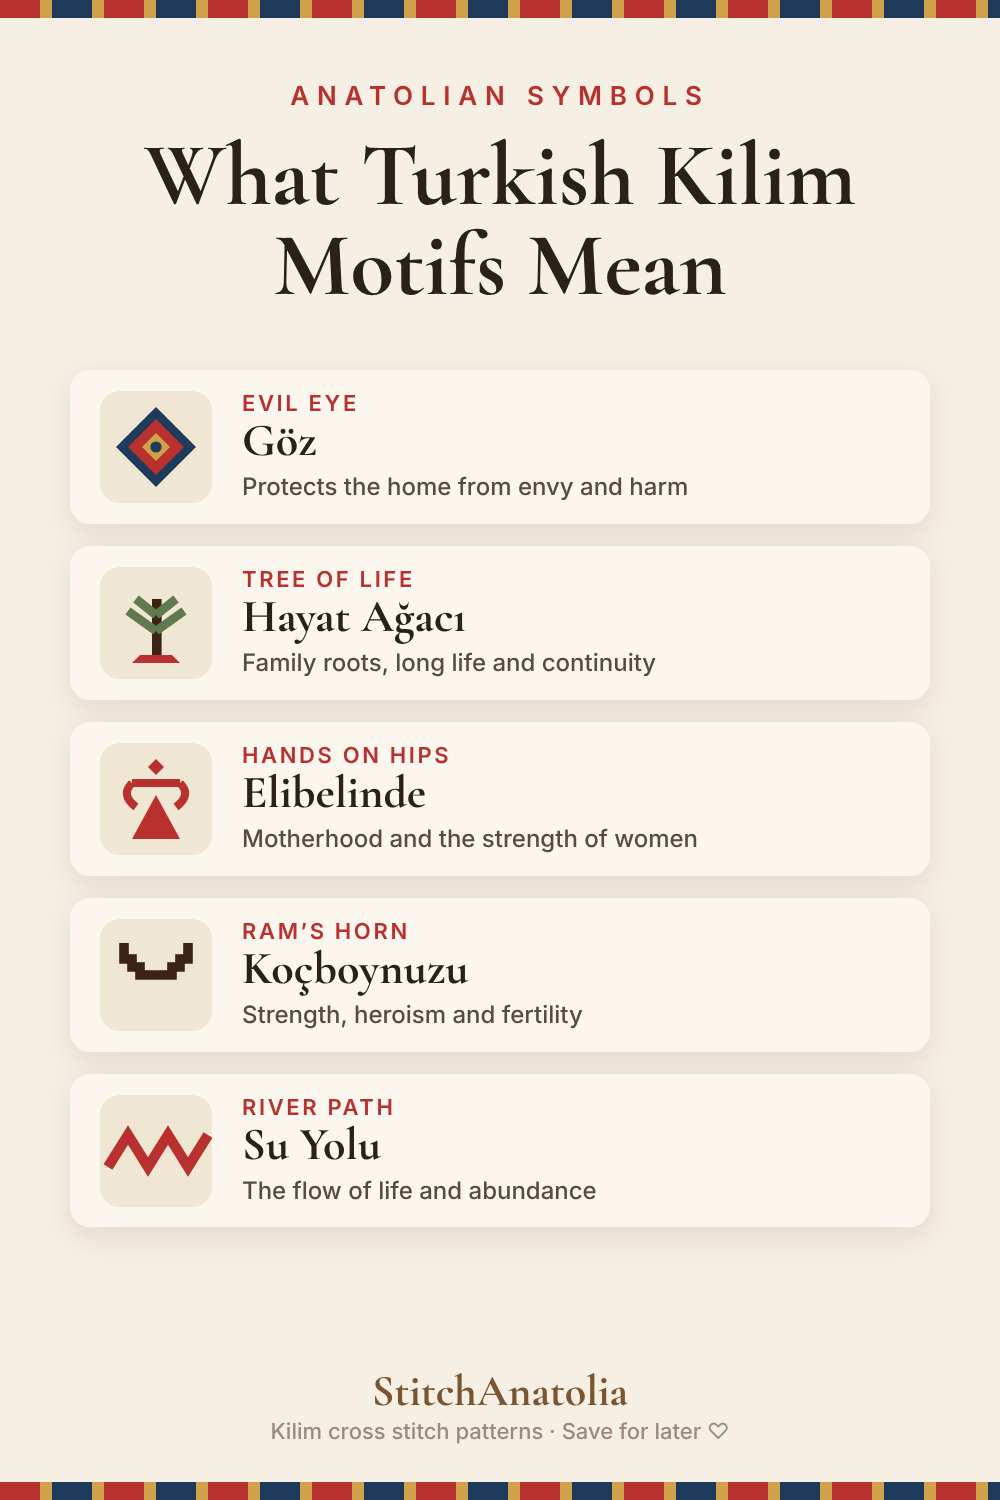 ANATOLIAN SYMBOLS
What Turkish Kilim
Motifs Mean
EVIL EYE
Göz
Protects the home from envy and harm
TREE OF LIFE
Hayat Ağacı
Family roots, long life and continuity
HANDS ON HIPS
Elibelinde
Motherhood and the strength of women
RAM’S HORN
Koçboynuzu
Strength, heroism and fertility
RIVER PATH
Su Yolu
The flow of life and abundance
StitchAnatolia
Kilim cross stitch patterns · Save for later ♡